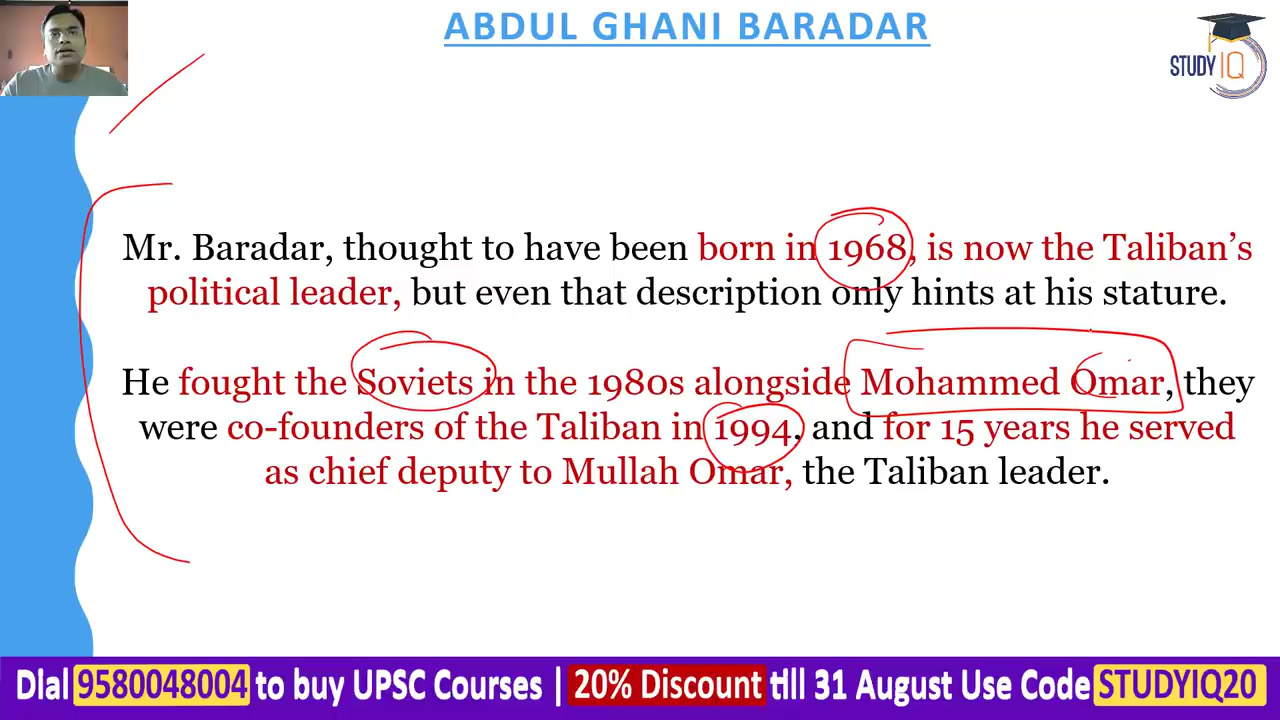 ABDUL GHANI BARADAR
STUDY IQ
Mr. Baradar, thought to have been born in 1968, is now the Taliban’s
political leader, but even that description only hints at his stature.
He fought the Soviets in the 1980s alongside Mohammed Omar, they
were co-founders of the Taliban in 1994, and for 15 years he served
as chief deputy to Mullah Omar, the Taliban leader.
Dial 9580048004 to buy UPSC Courses | 20% Discount till 31 August Use Code STUDYIQ20